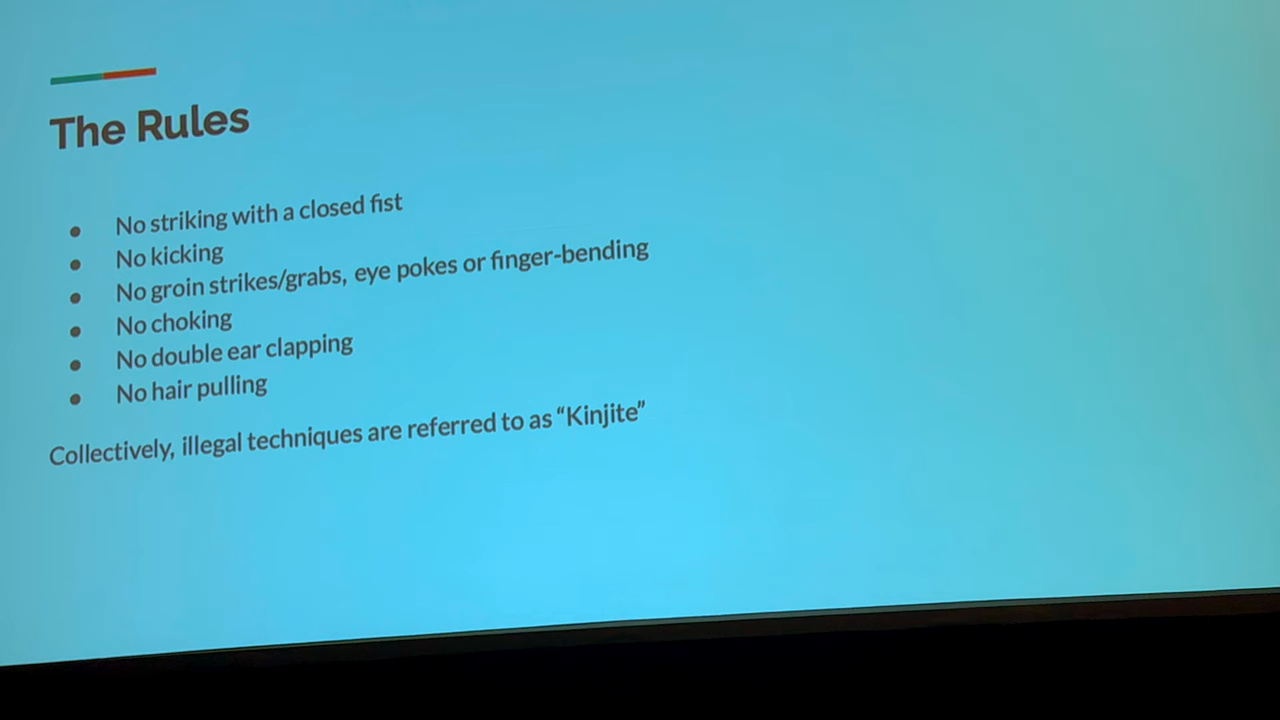 The Rules
No striking with a closed fist
No kicking
No groin strikes/grabs, eye pokes or finger-bending
No choking
No double ear clapping
No hair pulling
Collectively, illegal techniques are referred to as “Kinjite”